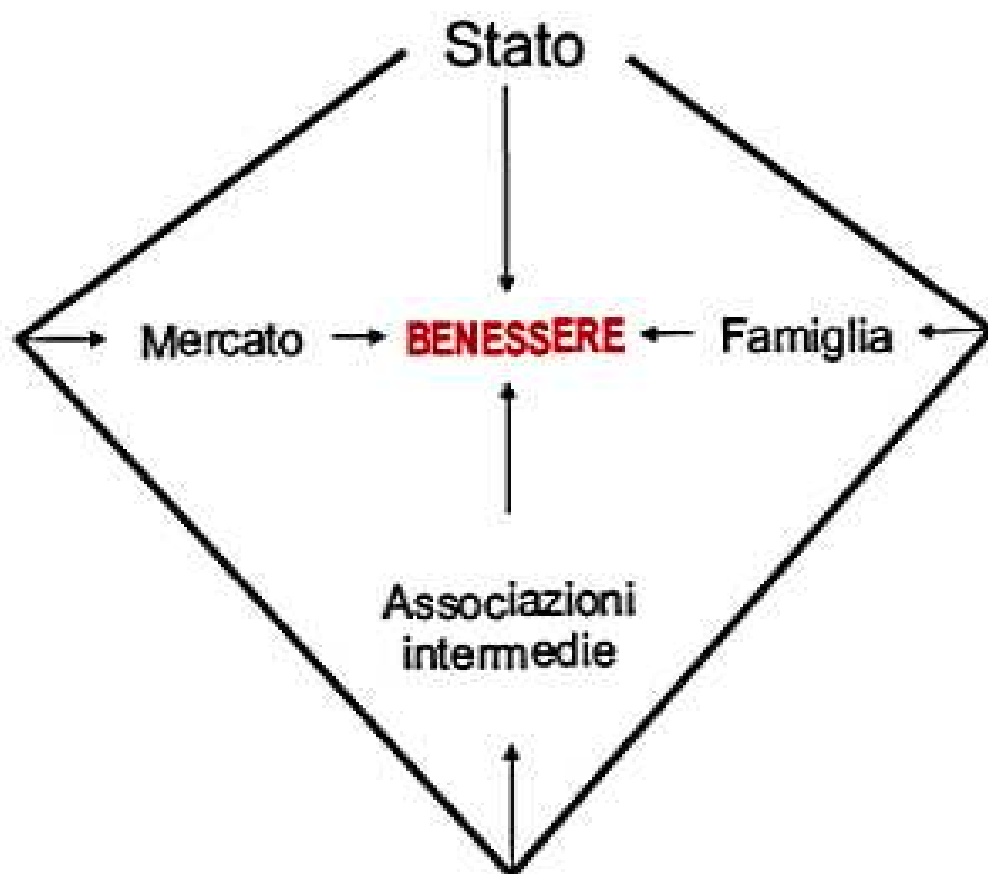 Stato
Mercato
BENESSERE
Famiglia
Associazioni
intermedie